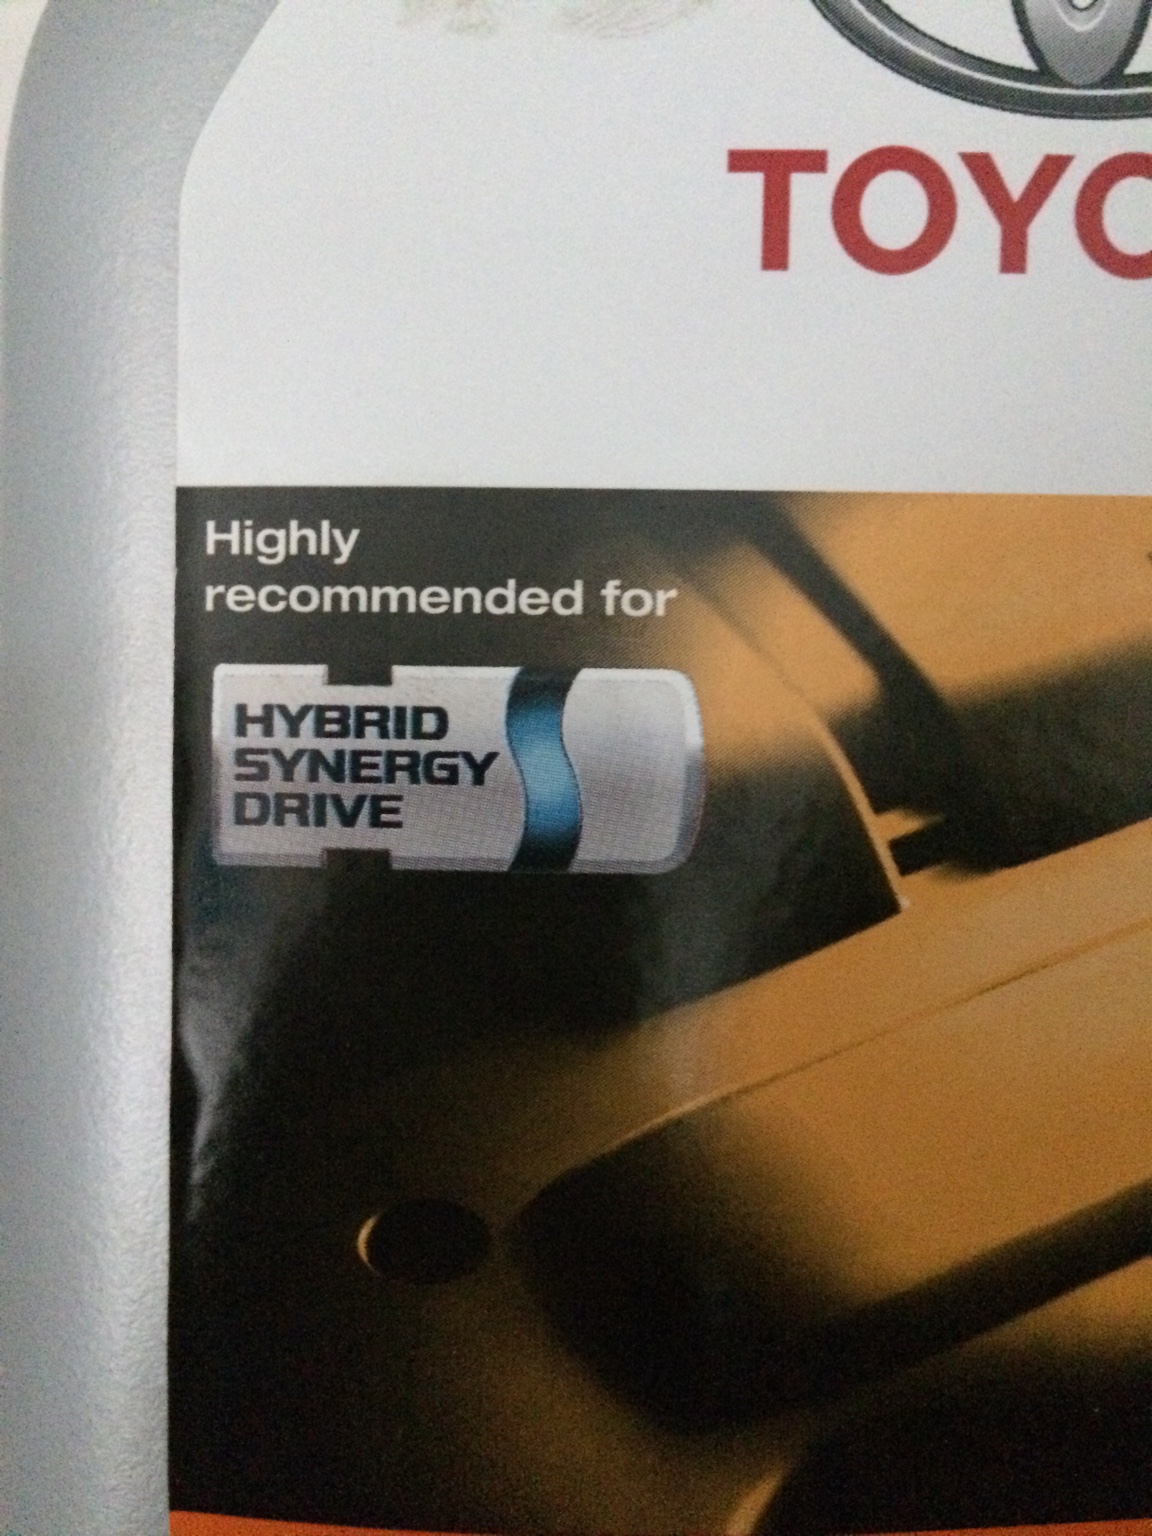 TOYO
Highly
recommended for
HYBRID
SYNERGY
DRIVE